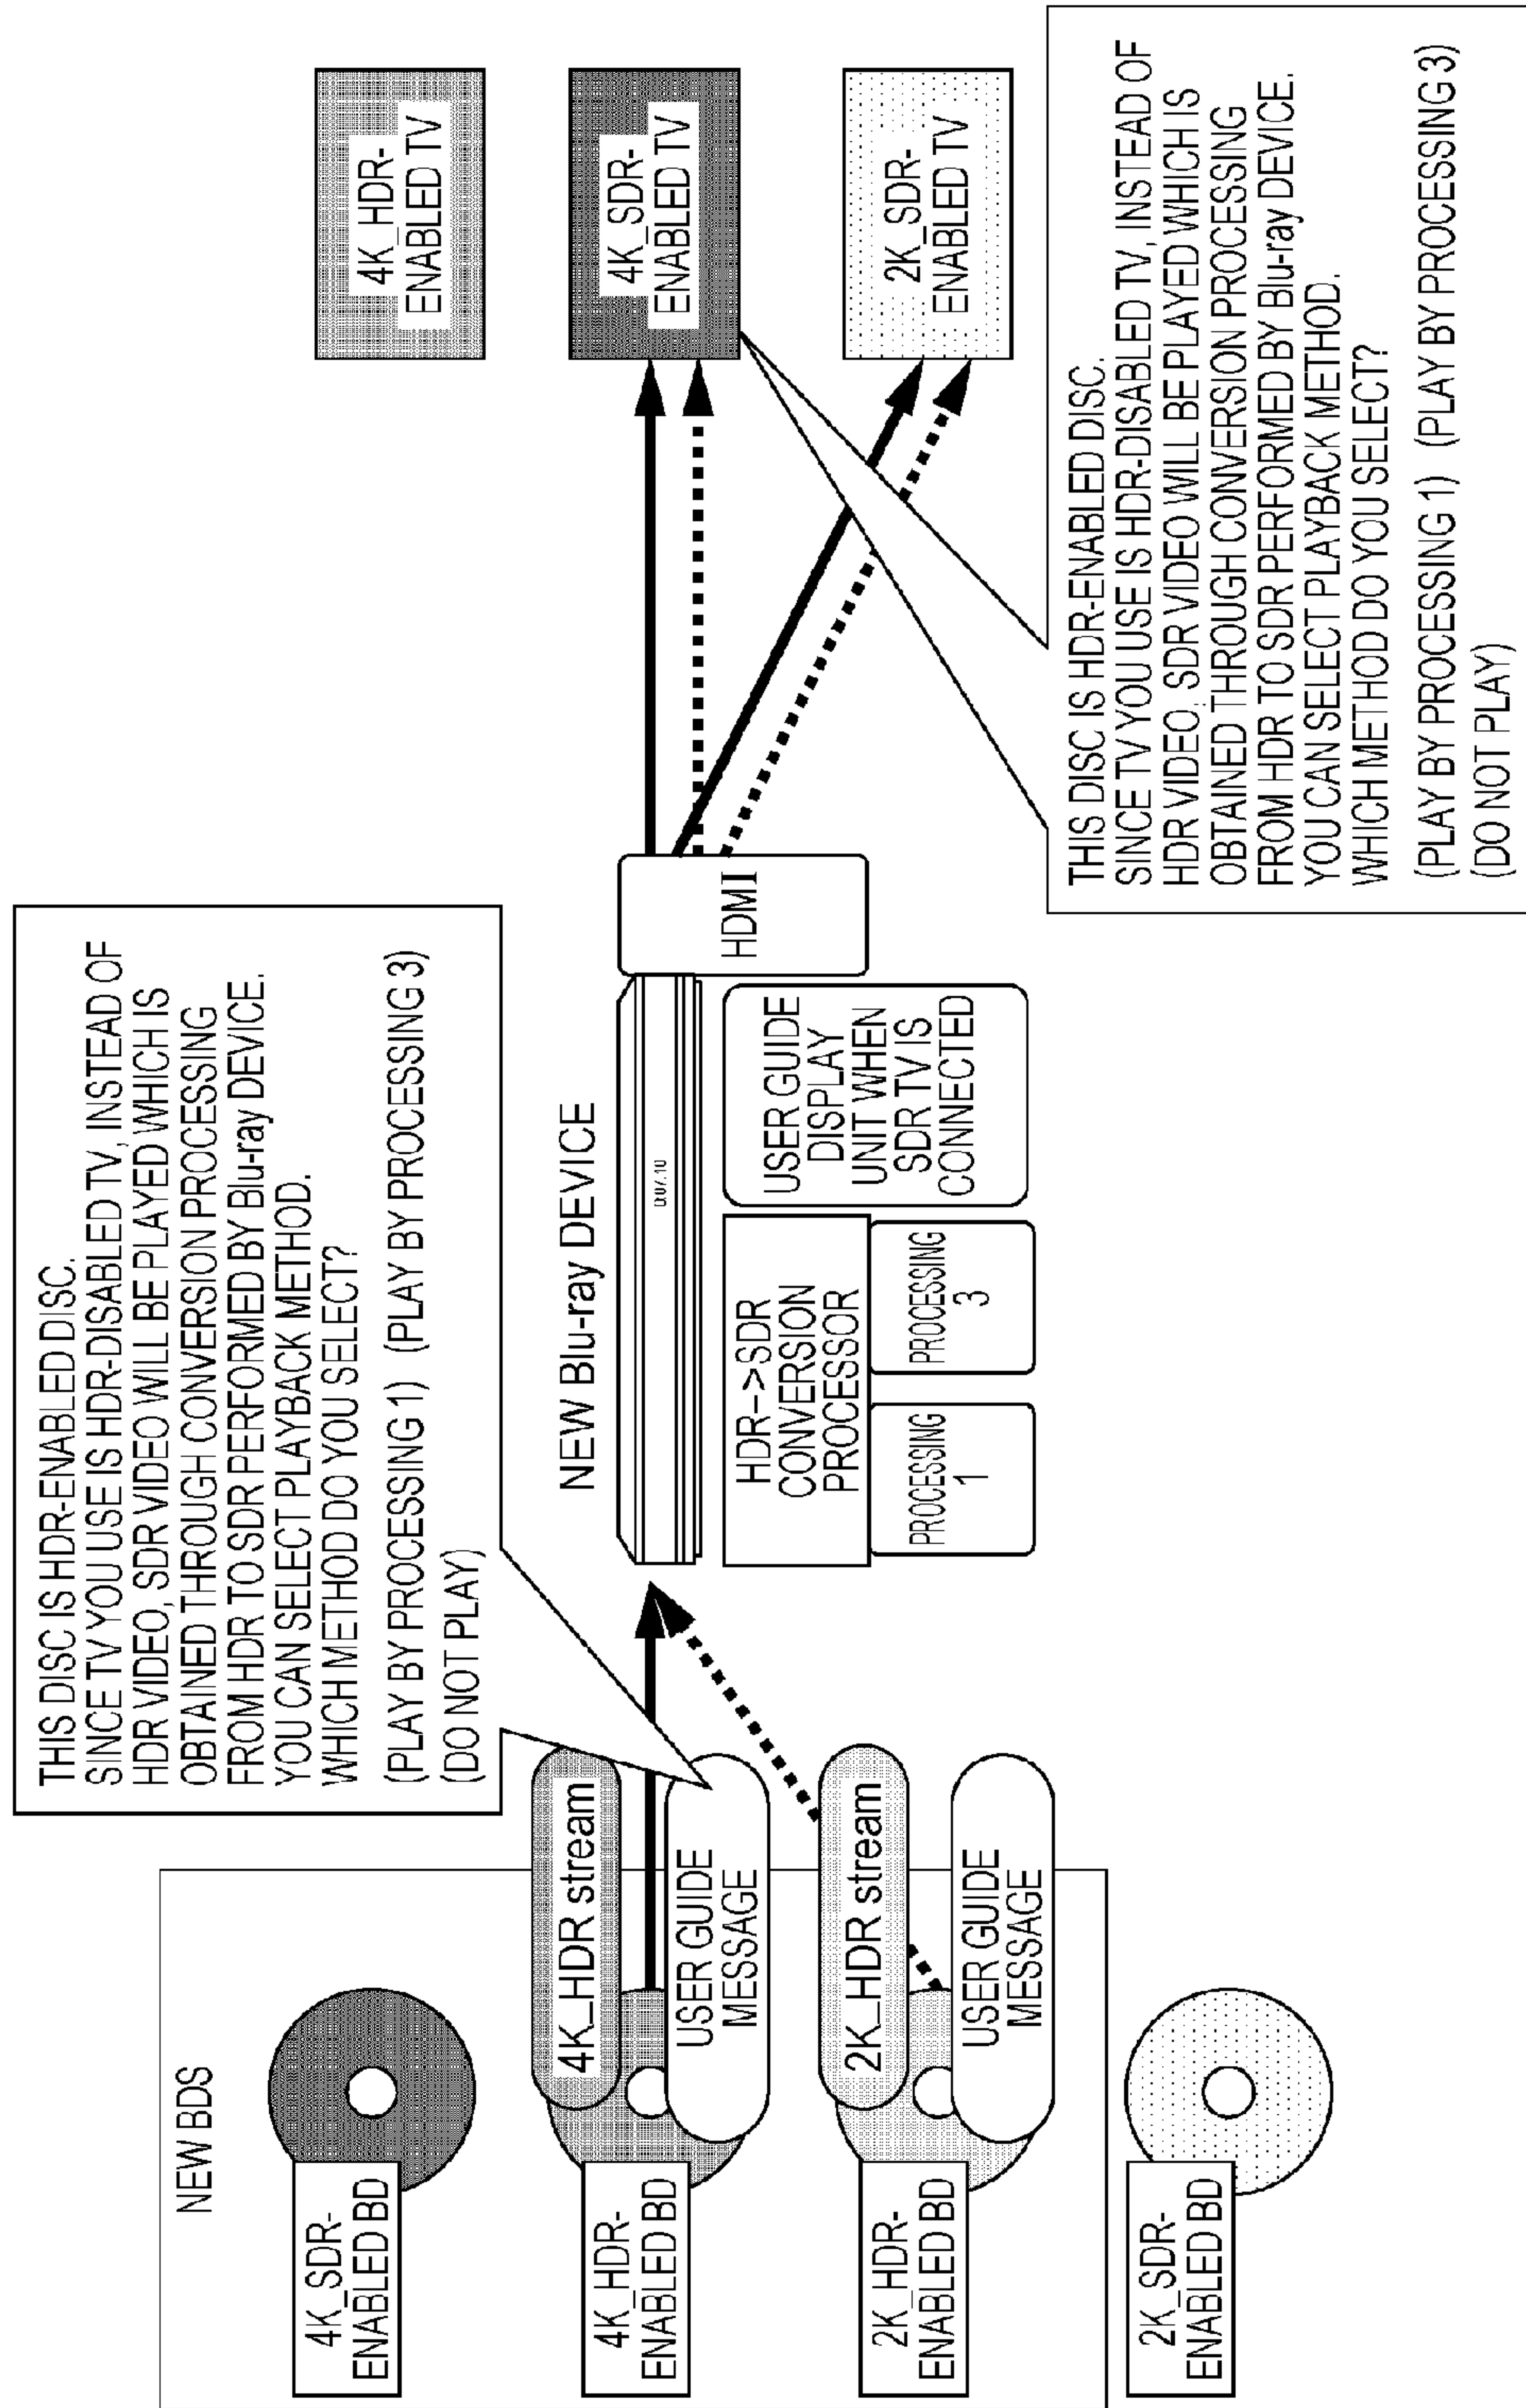 THIS DISC IS HDR-ENABLED DISC.
SINCE TV YOU USE IS HDR-DISABLED TV, INSTEAD OF
HDR VIDEO, SDR VIDEO WILL BE PLAYED WHICH IS
OBTAINED THROUGH CONVERSION PROCESSING
FROM HDR TO SDR PERFORMED BY Blu-ray DEVICE.
YOU CAN SELECT PLAYBACK METHOD.
WHICH METHOD DO YOU SELECT?
(PLAY BY PROCESSING 1) (PLAY BY PROCESSING 3)
(DO NOT PLAY)
NEW BDS
4K_SDR-
ENABLED BD
4K_HDR-
ENABLED BD
4K_HDR stream
USER GUIDE
MESSAGE
2K_HDR-
ENABLED BD
2K_HDR stream
USER GUIDE
MESSAGE
2K_SDR-
ENABLED BD
NEW Blu-ray DEVICE
0:07.10
HDR->SDR
CONVERSION
PROCESSOR
PROCESSING
1
PROCESSING
3
USER GUIDE
DISPLAY
UNIT WHEN
SDR TV IS
CONNECTED
HDMI
4K_HDR-
ENABLED TV
4K_SDR-
ENABLED TV
2K_SDR-
ENABLED TV
THIS DISC IS HDR-ENABLED DISC.
SINCE TV YOU USE IS HDR-DISABLED TV, INSTEAD OF
HDR VIDEO, SDR VIDEO WILL BE PLAYED WHICH IS
OBTAINED THROUGH CONVERSION PROCESSING
FROM HDR TO SDR PERFORMED BY Blu-ray DEVICE.
YOU CAN SELECT PLAYBACK METHOD.
WHICH METHOD DO YOU SELECT?
(PLAY BY PROCESSING 1) (PLAY BY PROCESSING 3)
(DO NOT PLAY)